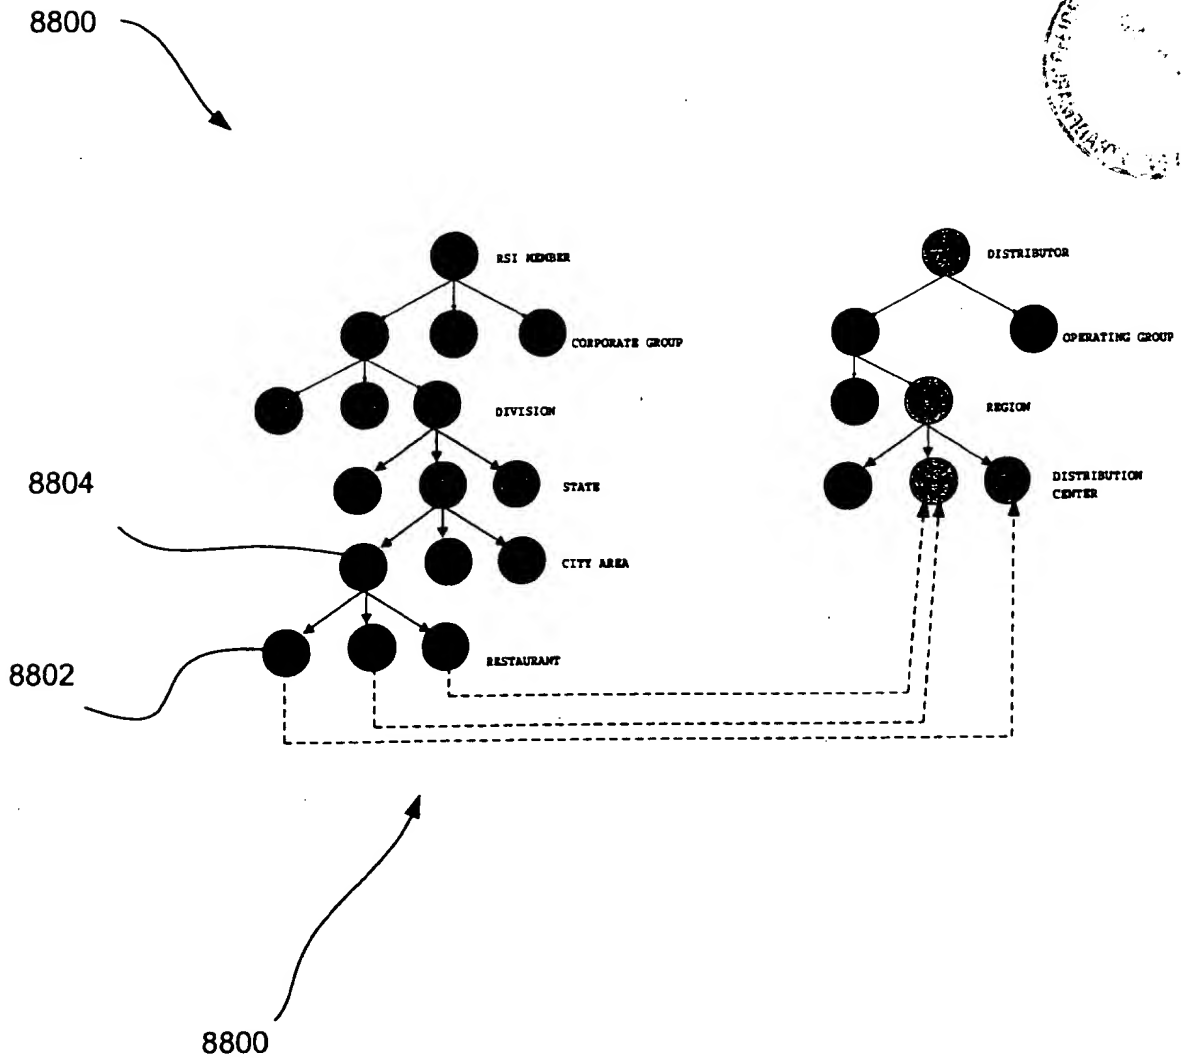 8800
RSI MEMBER
DISTRIBUTOR
CORPORATE GROUP
OPERATING GROUP
DIVISION
REGION
8804
STATE
DISTRIBUTION
CENTER
CITY AREA
8802
RESTAURANT
8800